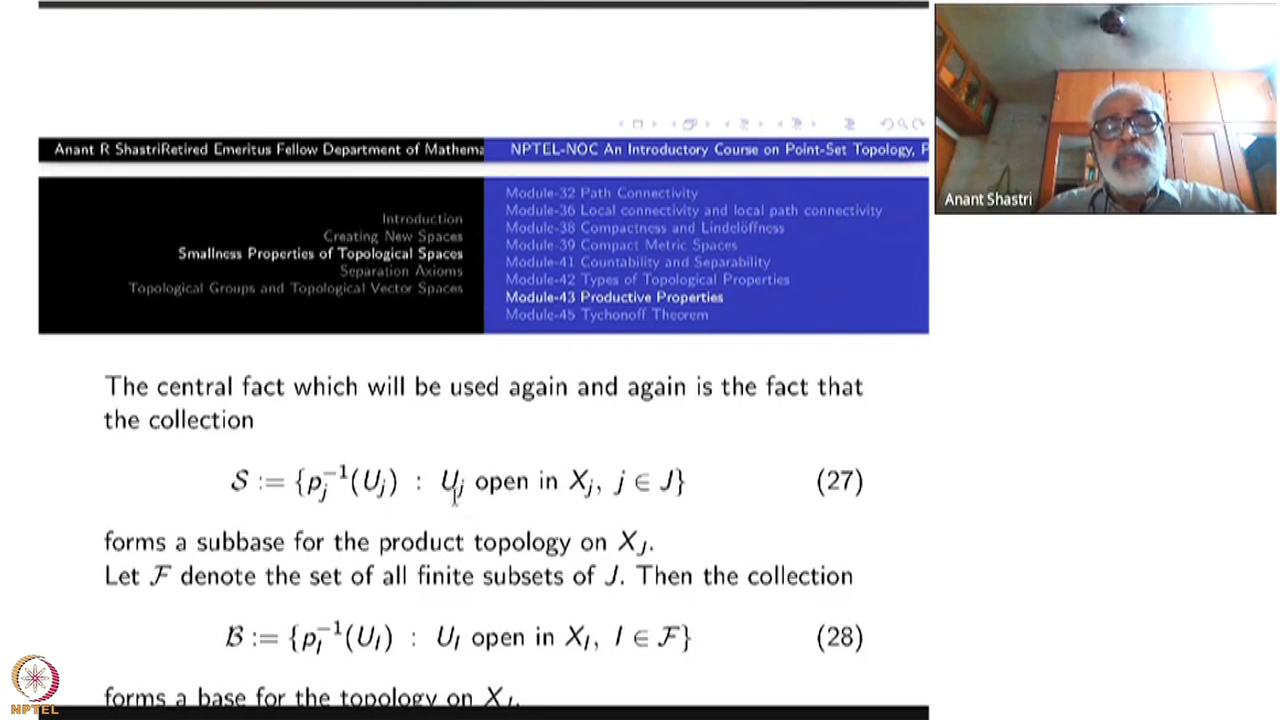 Anant R ShastriRetired Emeritus Fellow Department of Mathema
NPTEL-NOC An Introductory Course on Point-Set Topology, P
Introduction
Creating New Spaces
Smallness Properties of Topological Spaces
Separation Axioms
Topological Groups and Topological Vector Spaces
Module-32 Path Connectivity
Module-36 Local connectivity and local path connectivity
Module-38 Compactness and Lindelöffness
Module-39 Compact Metric Spaces
Module-41 Countability and Separability
Module-42 Types of Topological Properties
Module-43 Productive Properties
Module-45 Tychonoff Theorem
The central fact which will be used again and again is the fact that
the collection
𝒮 := {p_j^{-1}(U_j) : U_j open in X_j, j ∈ J} (27)
forms a subbase for the product topology on X_J.
Let ℱ denote the set of all finite subsets of J. Then the collection
ℬ := {p_I^{-1}(U_I) : U_I open in X_I, I ∈ ℱ} (28)
forms a base for the topology on X_J.
Anant Shastri
NPTEL